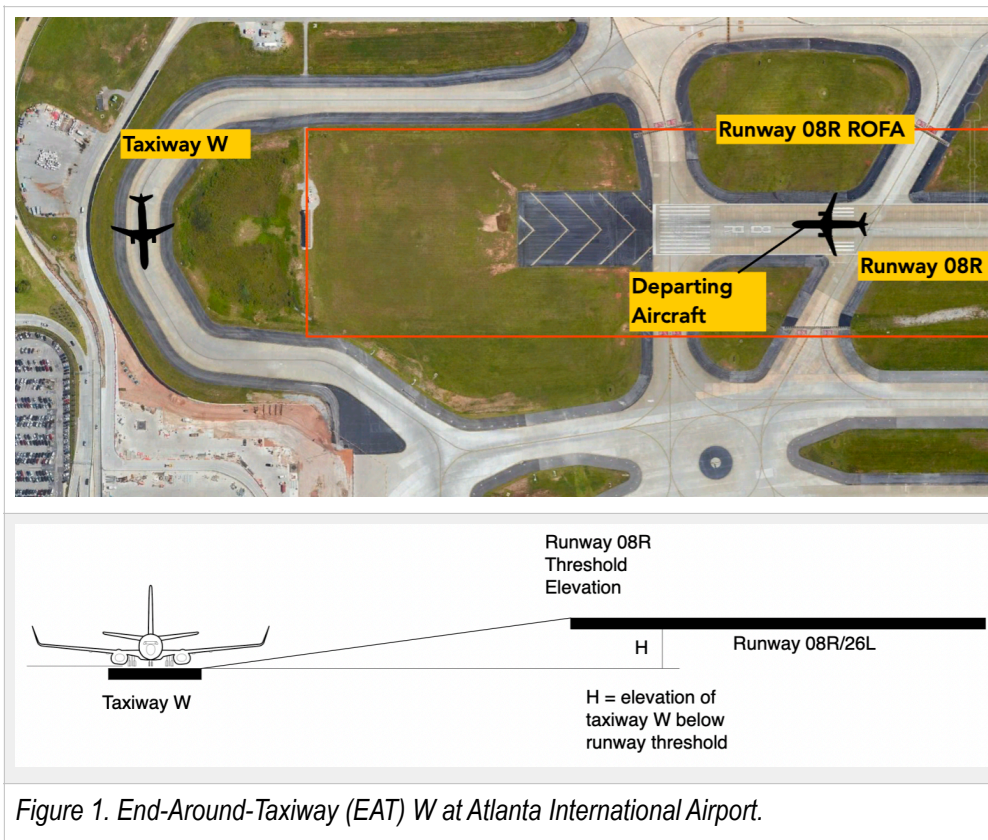 Taxiway W
Runway 08R ROFA
Runway 08R
Departing
Aircraft
Runway 08R
Threshold
Elevation
H
Runway 08R/26L
Taxiway W
H = elevation of
taxiway W below
runway threshold
Figure 1. End-Around-Taxiway (EAT) W at Atlanta International Airport.